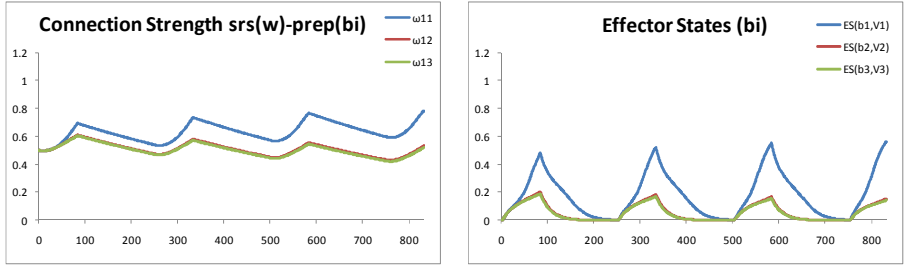 Connection Strength srs(w)-prep(bi)
ω11
ω12
ω13
1.2
1
0.8
0.6
0.4
0.2
0
0 100 200 300 400 500 600 700 800
Effector States (bi)
ES(b1,V1)
ES(b2,V2)
ES(b3,V3)
1.2
1
0.8
0.6
0.4
0.2
0
0 100 200 300 400 500 600 700 800